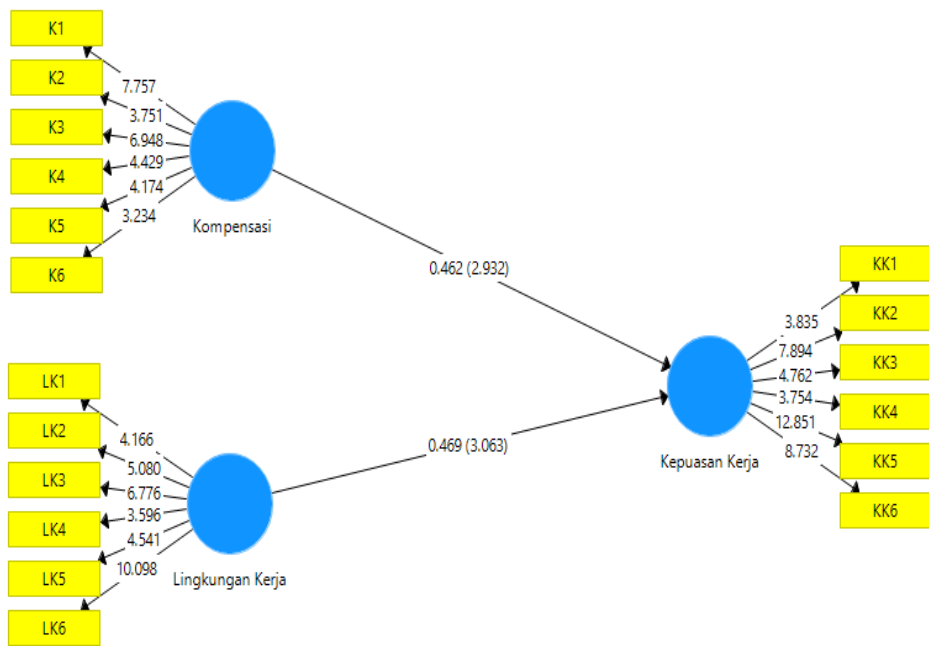 K1
K2
K3
K4
K5
K6
7.757
3.751
6.948
4.429
4.174
3.234
Kompensasi
0.462 (2.932)
LK1
LK2
LK3
LK4
LK5
LK6
4.166
5.080
6.776
3.596
4.541
10.098
Lingkungan Kerja
0.469 (3.063)
Kepuasan Kerja
3.835
7.894
4.762
3.754
12.851
8.732
KK1
KK2
KK3
KK4
KK5
KK6